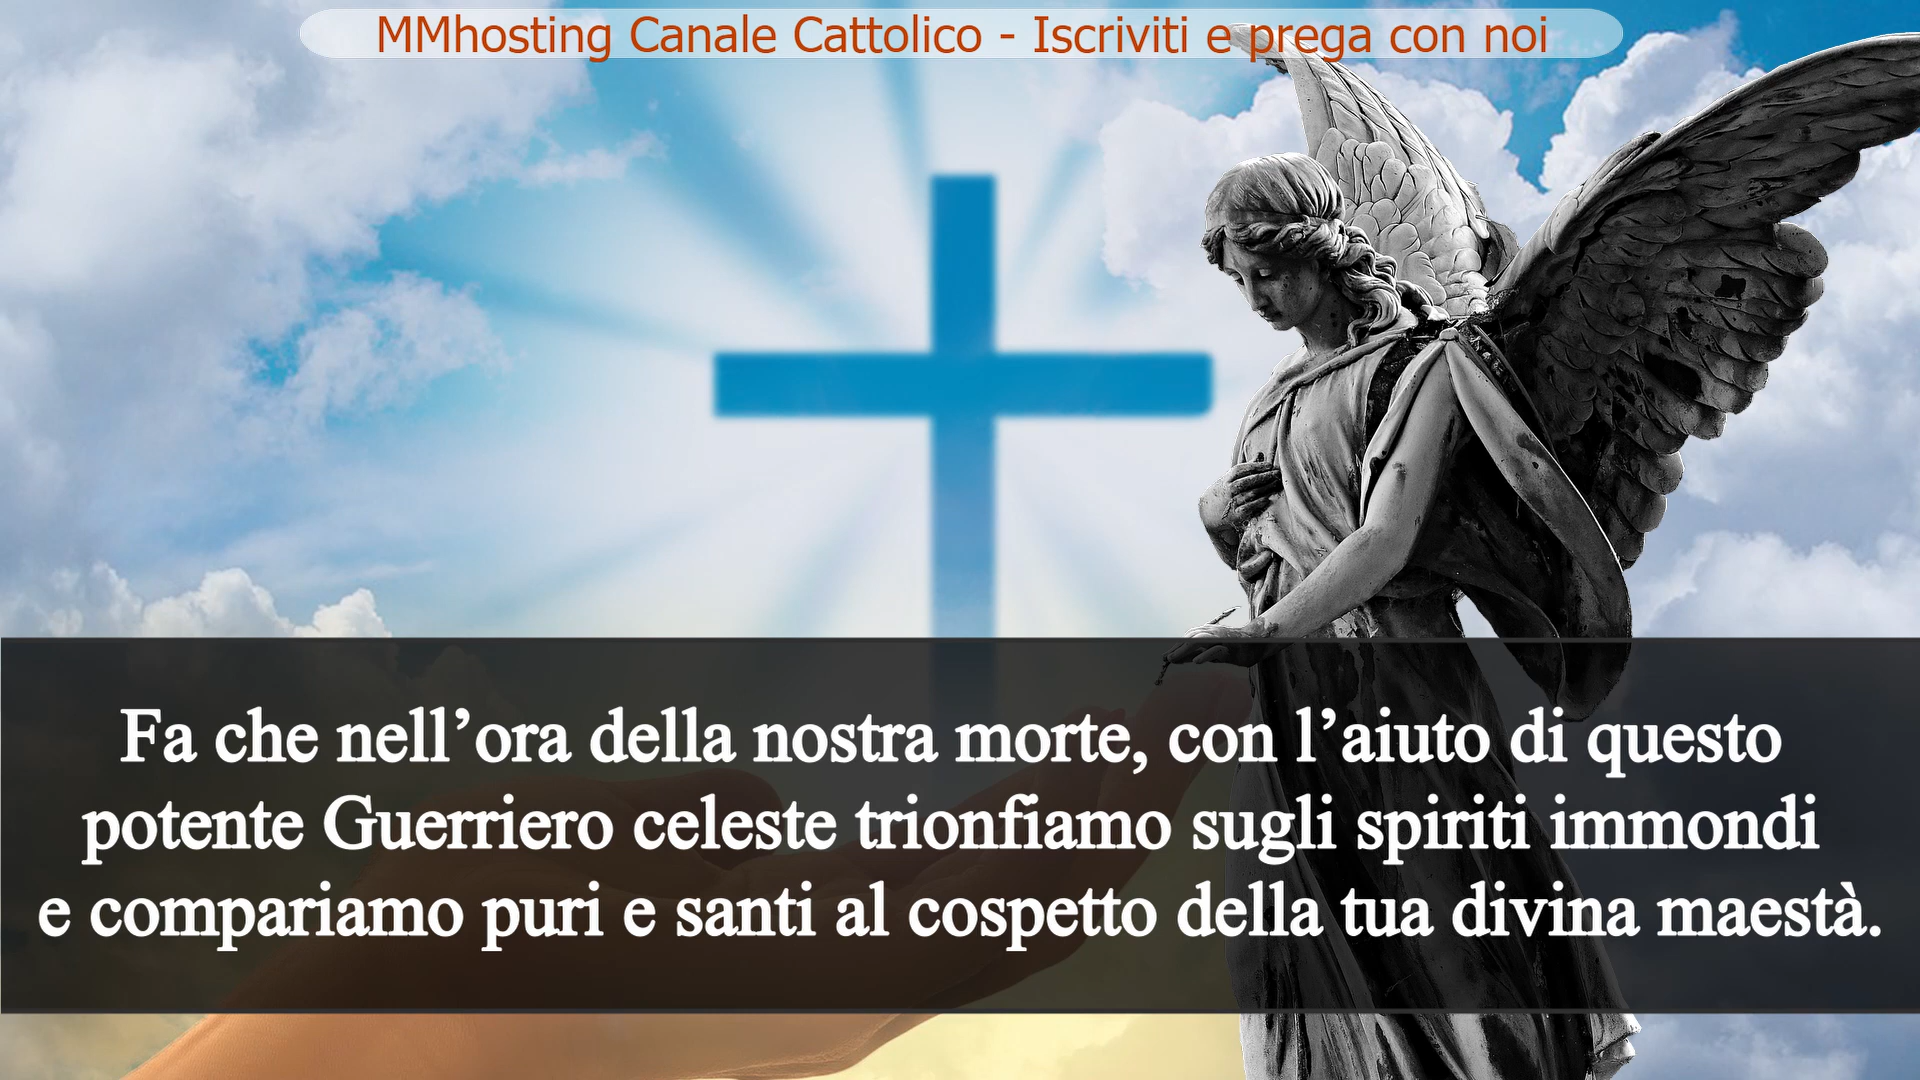 MMhosting Canale Cattolico - Iscriviti e prega con noi
Fa che nell’ora della nostra morte, con l’aiuto di questo
potente Guerriero celeste trionfiamo sugli spiriti immondi
e compariamo puri e santi al cospetto della tua divina maestà.